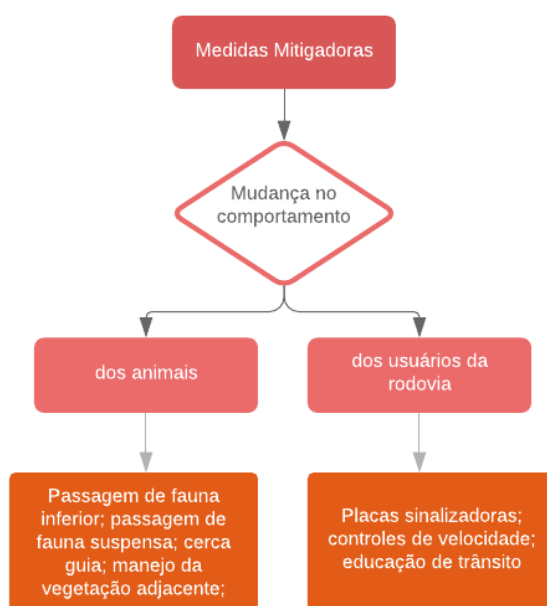 Medidas Mitigadoras
Mudança no
comportamento
dos animais
dos usuários da
rodovia
Passagem de fauna
inferior; passagem de
fauna suspensa; cerca
guia; manejo da
vegetação adjacente;
Placas sinalizadoras;
controles de velocidade;
educação de trânsito